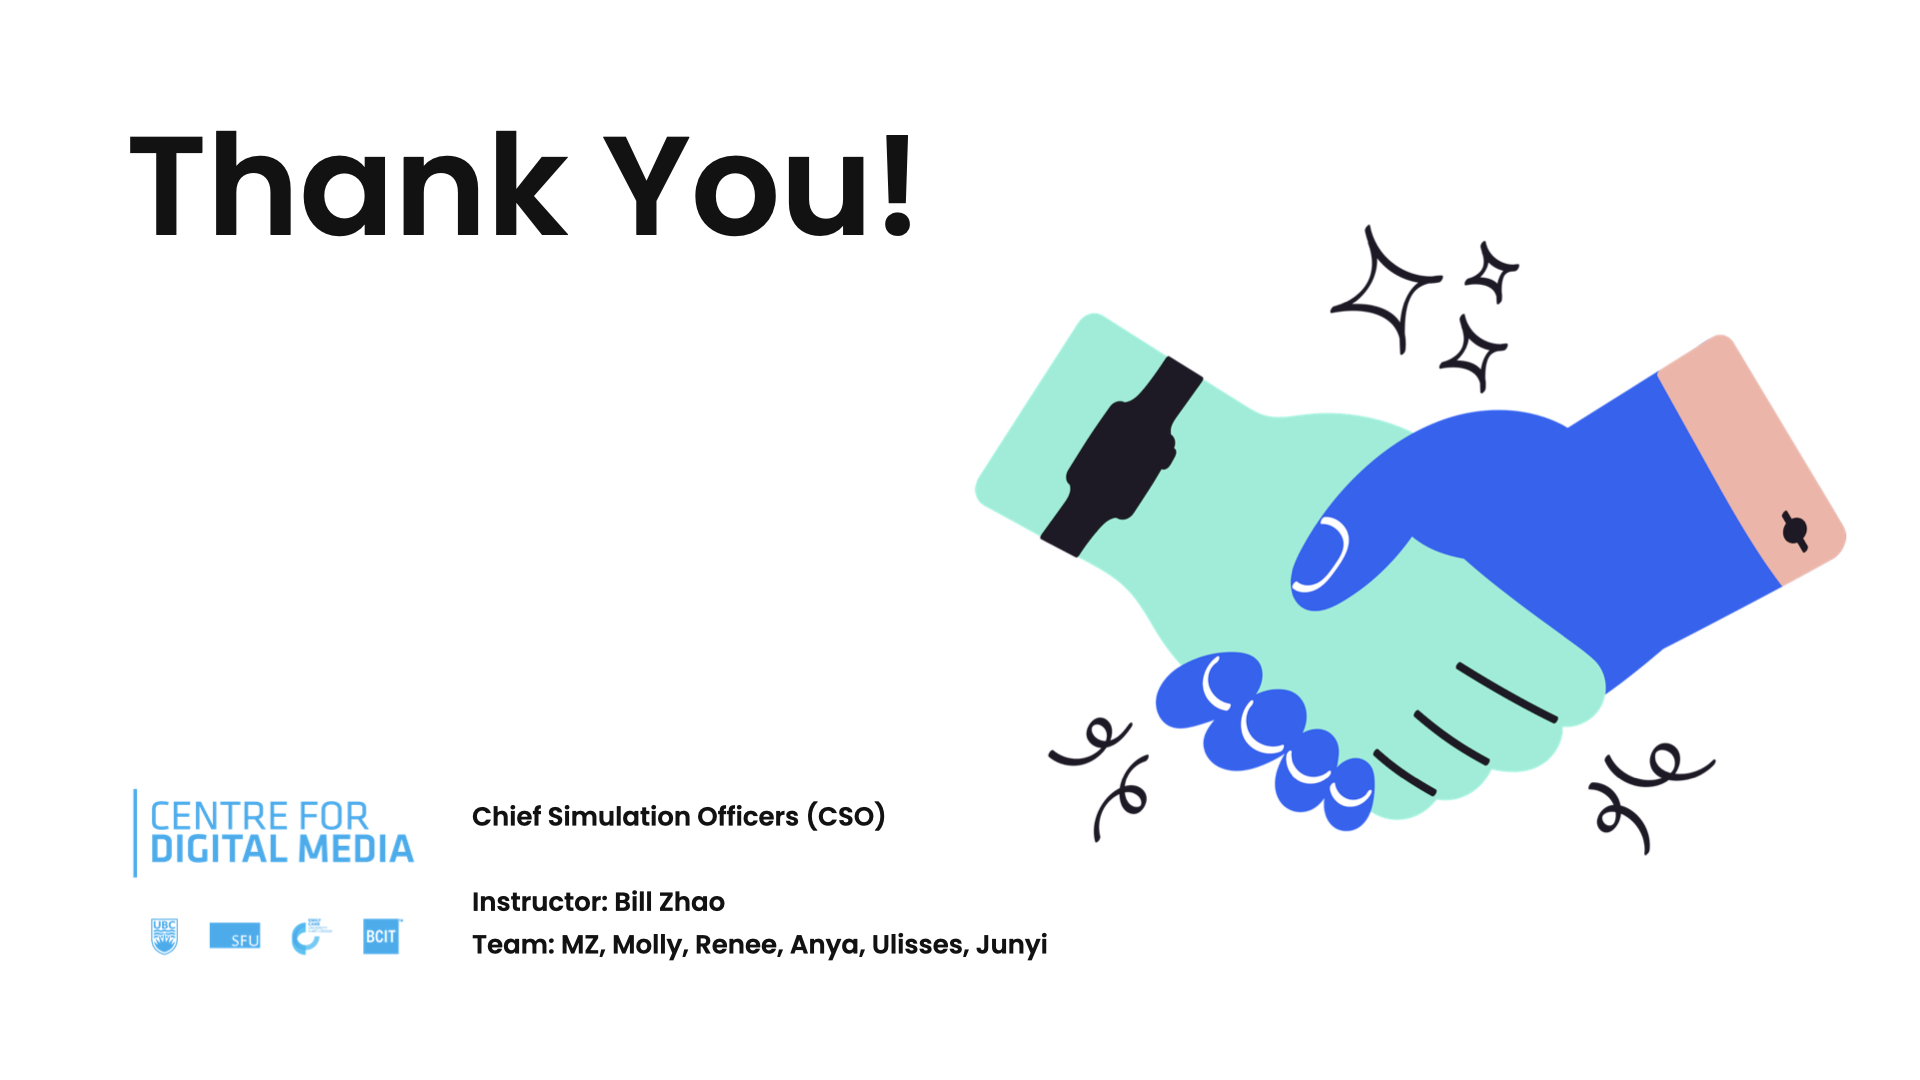 Thank You!
CENTRE FOR
DIGITAL MEDIA
Chief Simulation Officers (CSO)
Instructor: Bill Zhao
Team: MZ, Molly, Renee, Anya, Ulisses, Junyi
UBC
SFU
BCIT